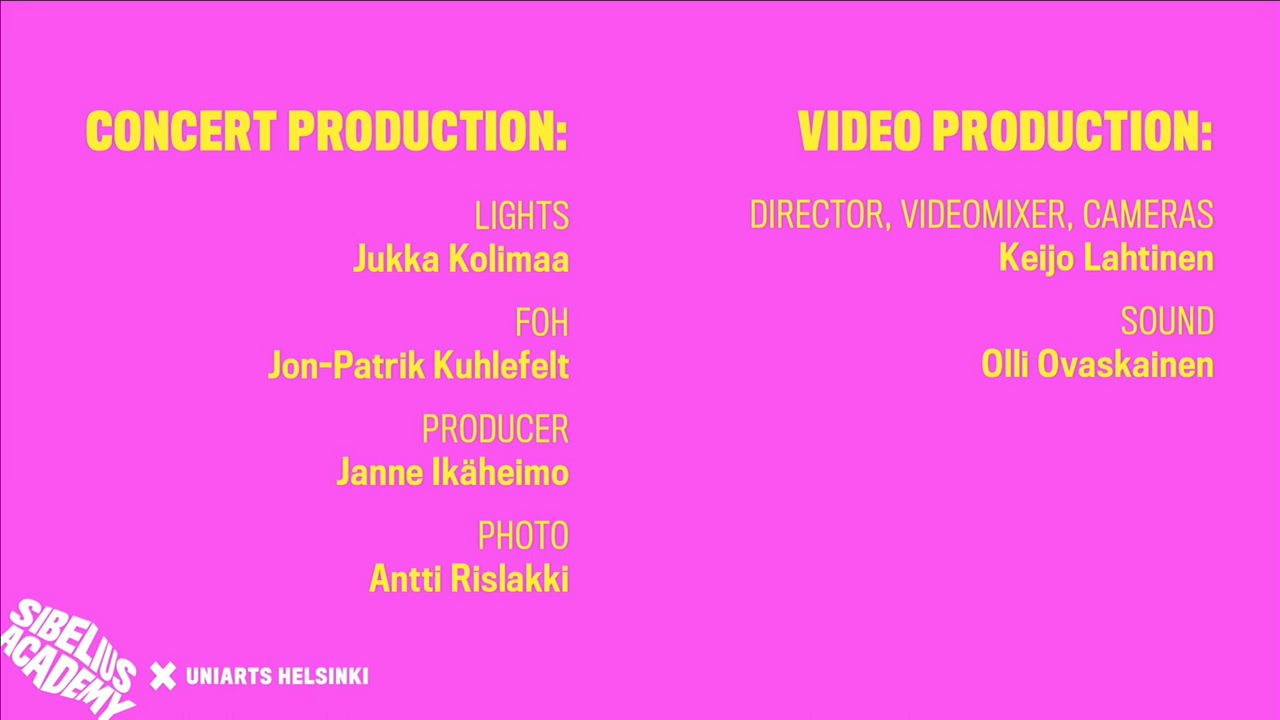 CONCERT PRODUCTION:
LIGHTS
Jukka Kolimaa
FOH
Jon-Patrik Kuhlefelt
PRODUCER
Janne Ikäheimo
PHOTO
Antti Rislakki
VIDEO PRODUCTION:
DIRECTOR, VIDEOMIXER, CAMERAS
Keijo Lahtinen
SOUND
Olli Ovaskainen
SIBELIUS
ACADEMY
UNIARTS HELSINKI